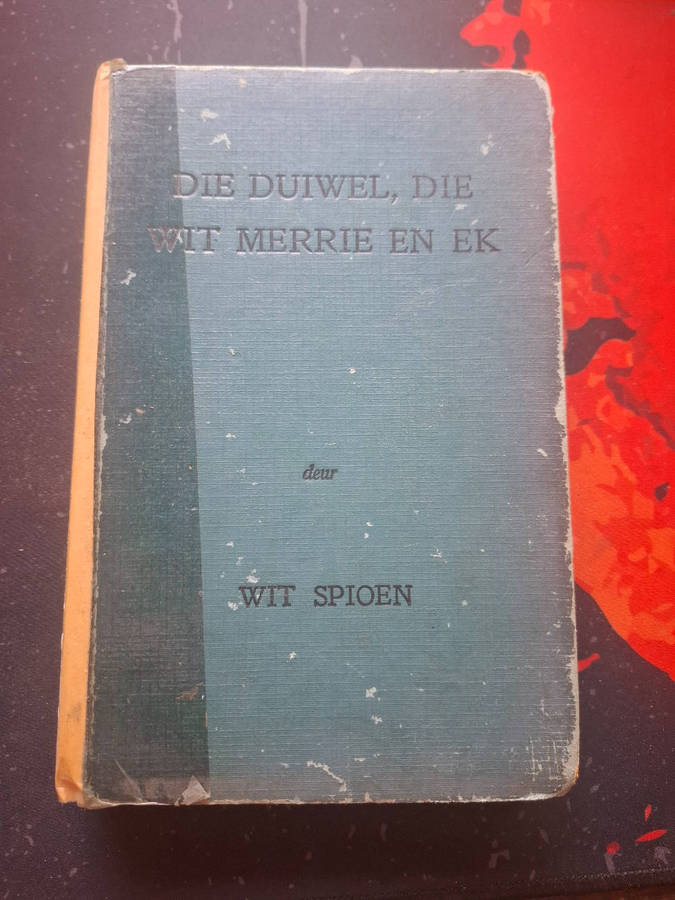 DIE DUIWEL, DIE
WIT MERRIE EN EK
deur
WIT SPIOEN